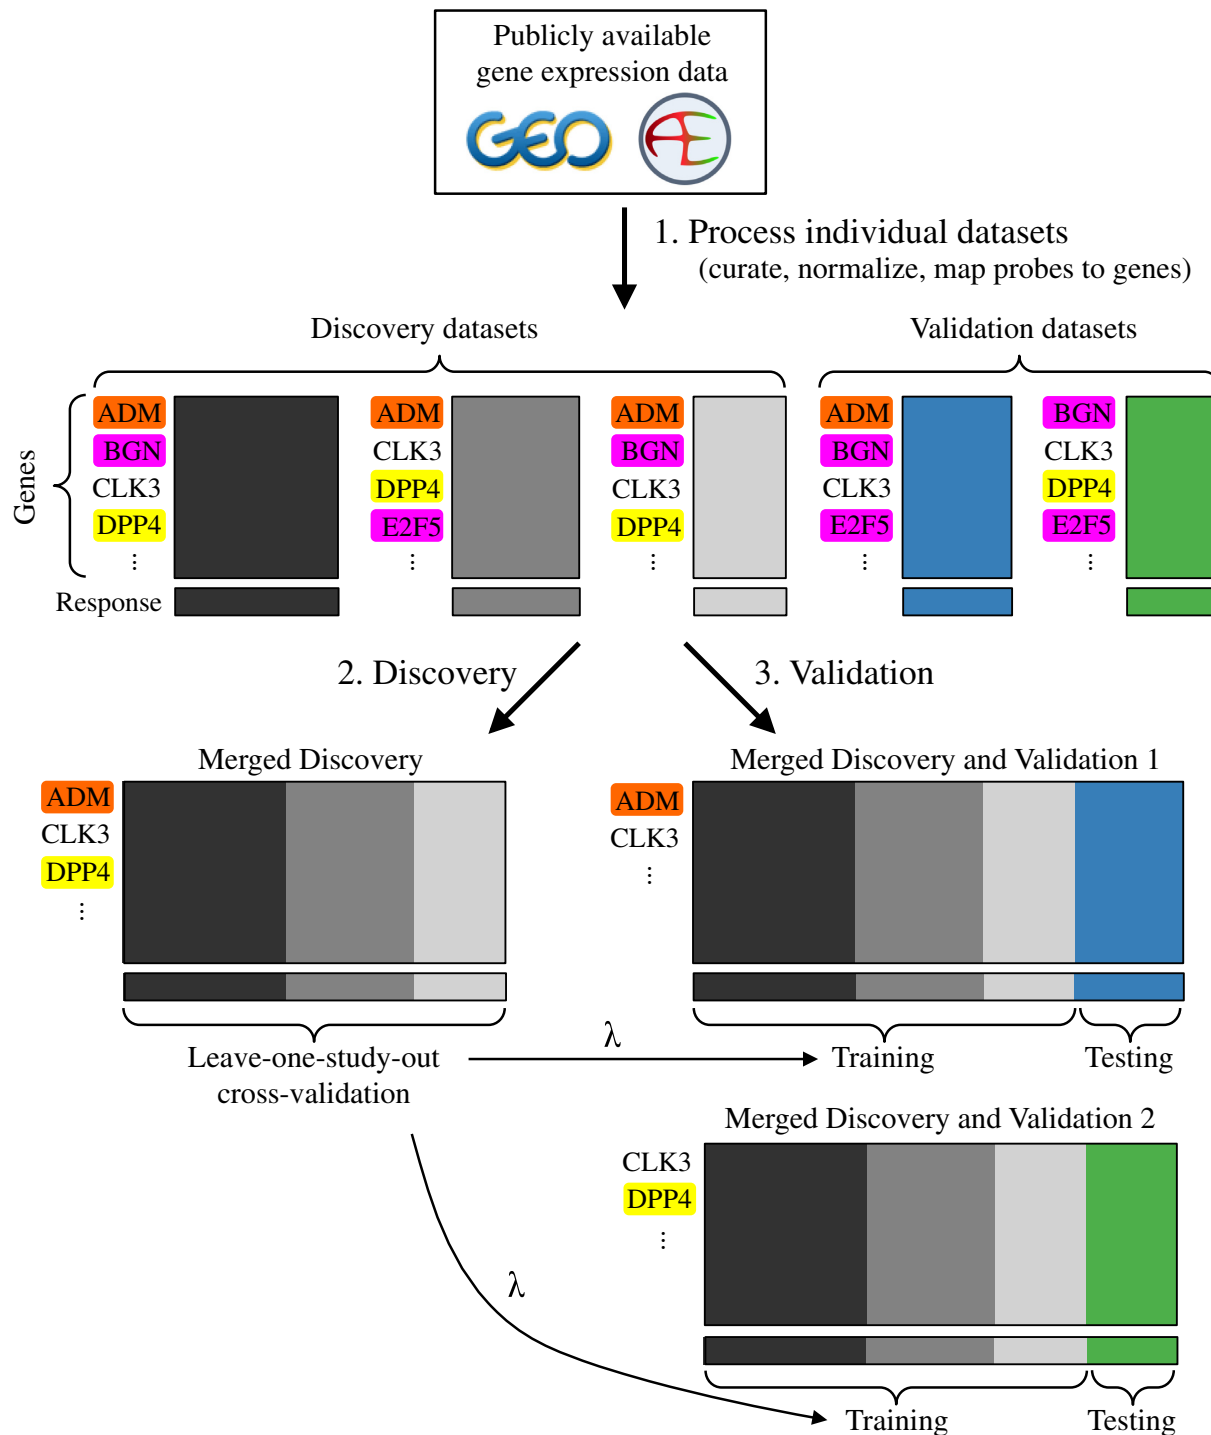 Publicly available
gene expression data
GEO
AE
1. Process individual datasets
(curate, normalize, map probes to genes)
Discovery datasets
Validation datasets
Genes
ADM
BGN
CLK3
DPP4
⋮
ADM
CLK3
DPP4
E2F5
⋮
ADM
BGN
CLK3
DPP4
⋮
ADM
BGN
CLK3
E2F5
⋮
BGN
CLK3
DPP4
E2F5
⋮
Response
2. Discovery
3. Validation
Merged Discovery
ADM
CLK3
DPP4
⋮
Leave-one-study-out
cross-validation
Merged Discovery and Validation 1
ADM
CLK3
⋮
λ
Training
Testing
Merged Discovery and Validation 2
CLK3
DPP4
⋮
λ
Training
Testing